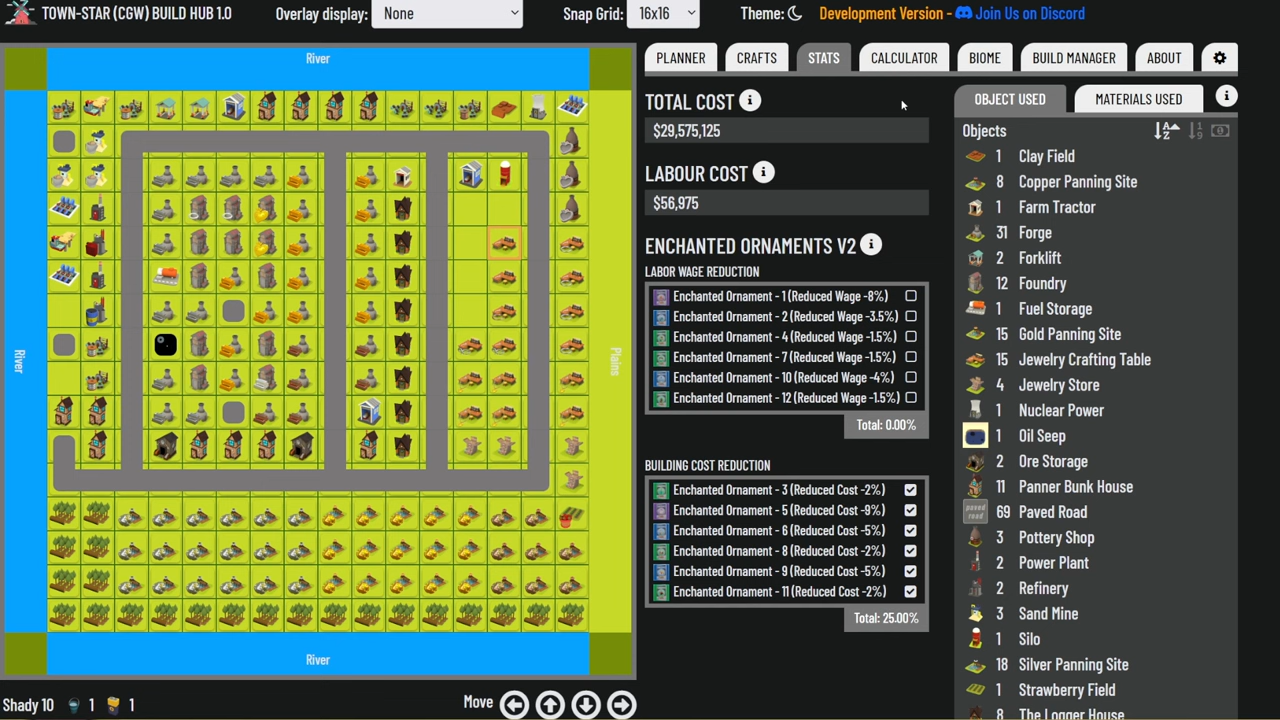 TOWN-STAR (CGW) BUILD HUB 1.0
Overlay display:
None
Snap Grid:
16x16
Theme:
Development Version -
Join Us on Discord
River
River
Plains
River
Shady 10
1
1
Move
PLANNER
CRAFTS
STATS
CALCULATOR
BIOME
BUILD MANAGER
ABOUT
TOTAL COST
$29,575,125
LABOUR COST
$56,975
ENCHANTED ORNAMENTS V2
LABOR WAGE REDUCTION
Enchanted Ornament - 1 (Reduced Wage -8%)
Enchanted Ornament - 2 (Reduced Wage -3.5%)
Enchanted Ornament - 4 (Reduced Wage -1.5%)
Enchanted Ornament - 7 (Reduced Wage -1.5%)
Enchanted Ornament - 10 (Reduced Wage -4%)
Enchanted Ornament - 12 (Reduced Wage -1.5%)
Total: 0.00%
BUILDING COST REDUCTION
Enchanted Ornament - 3 (Reduced Cost -2%)
Enchanted Ornament - 5 (Reduced Cost -9%)
Enchanted Ornament - 6 (Reduced Cost -5%)
Enchanted Ornament - 8 (Reduced Cost -2%)
Enchanted Ornament - 9 (Reduced Cost -5%)
Enchanted Ornament - 11 (Reduced Cost -2%)
Total: 25.00%
OBJECT USED
MATERIALS USED
Objects
1 Clay Field
8 Copper Panning Site
1 Farm Tractor
31 Forge
2 Forklift
12 Foundry
1 Fuel Storage
15 Gold Panning Site
15 Jewelry Crafting Table
4 Jewelry Store
1 Nuclear Power
1 Oil Seep
2 Ore Storage
11 Panner Bunk House
paved road
69 Paved Road
3 Pottery Shop
2 Power Plant
2 Refinery
3 Sand Mine
1 Silo
18 Silver Panning Site
1 Strawberry Field
8 The Logger House